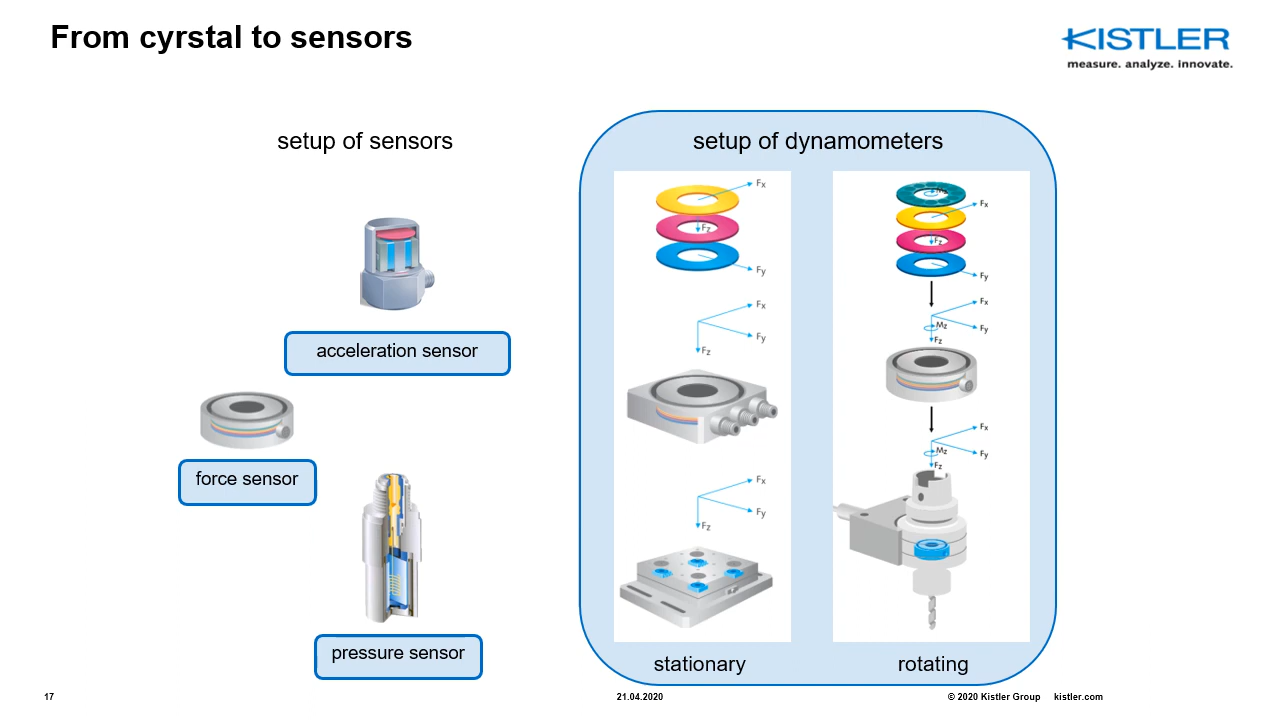 From cyrstal to sensors
KISTLER
measure. analyze. innovate.
setup of sensors
acceleration sensor
force sensor
pressure sensor
setup of dynamometers
Fx
Fz
Fy
Fx
Fy
Fz
Fx
Fy
Fz
stationary
Mz
Fx
Fz
Fy
Fx
Mz
Fy
Fz
Fx
Mz
Fy
Fz
rotating
17
21.04.2020
© 2020 Kistler Group kistler.com